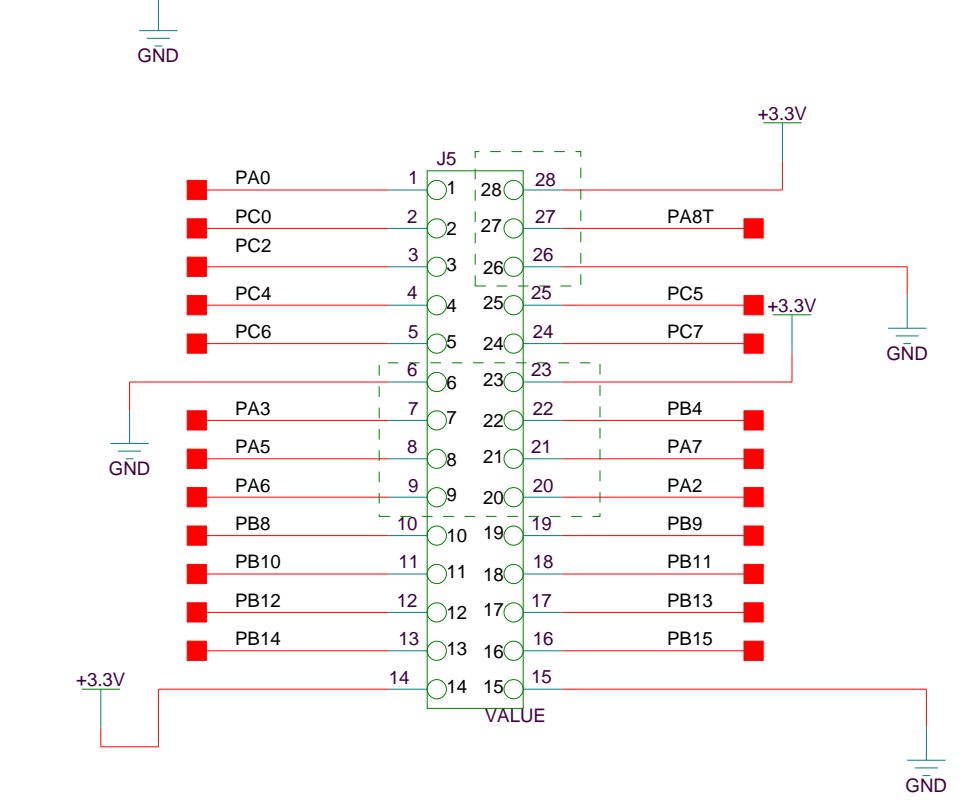 GND
+3.3V
J5
PA0 1 1 28 28
PC0 2 2 27 27 PA8T
PC2 3 3 26 26
PC4 4 4 25 25 PC5 +3.3V
PC6 5 5 24 24 PC7
GND
6 6 23 23
PA3 7 7 22 22 PB4
PA5 8 8 21 21 PA7
GND
PA6 9 9 20 20 PA2
PB8 10 10 19 19 PB9
PB10 11 11 18 18 PB11
PB12 12 12 17 17 PB13
PB14 13 13 16 16 PB15
+3.3V 14 14 15 15
VALUE
GND